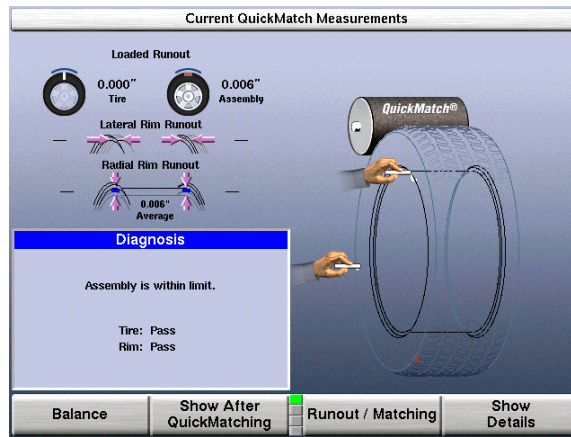 Current QuickMatch Measurements
Loaded Runout
0.000"
Tire
0.006"
Assembly
Lateral Rim Runout
Radial Rim Runout
0.006"
Average
QuickMatch®
Diagnosis
Assembly is within limit.
Tire: Pass
Rim: Pass
Balance
Show After
QuickMatching
Runout / Matching
Show
Details